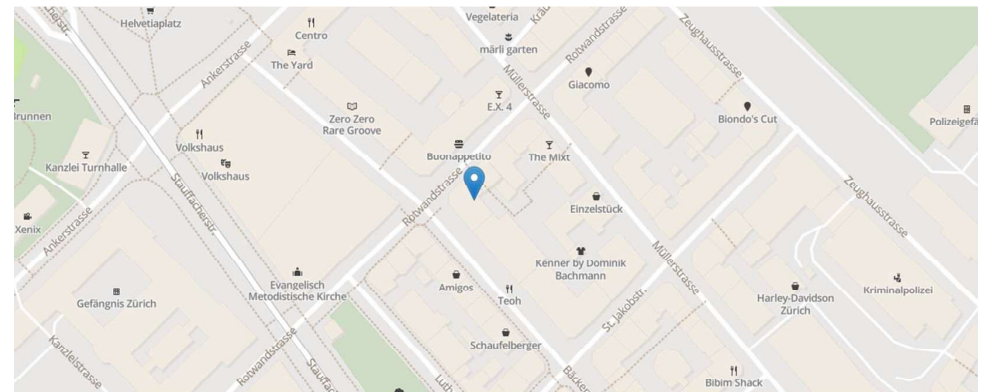 Helvetiaplatz
Ankerstrasse
Centro
The Yard
Vegelateria
märli garten
Rotwandstrasse
Müllerstrasse
Giacomo
Zeughausstrasse
Biondo's Cut
E.X. 4
Zero Zero
Rare Groove
Volkshaus
Volkshaus
Kanzlei Turnhalle
Stauffacherstr.
Buonappetito
The Mixt
Rotwandstrasse
Einzelstück
Zeughausstrasse
Xenix
Ankerstrasse
Müllerstrasse
Kenner by Dominik
Bachmann
Evangelisch
Metodistische Kirche
Amigos
Teoh
Gefängnis Zürich
Kriminalpolizei
Harley-Davidson
Zürich
St. Jakobstr.
Schaufelberger
Kanzleistrasse
Rotwandstrasse
Bibim Shack